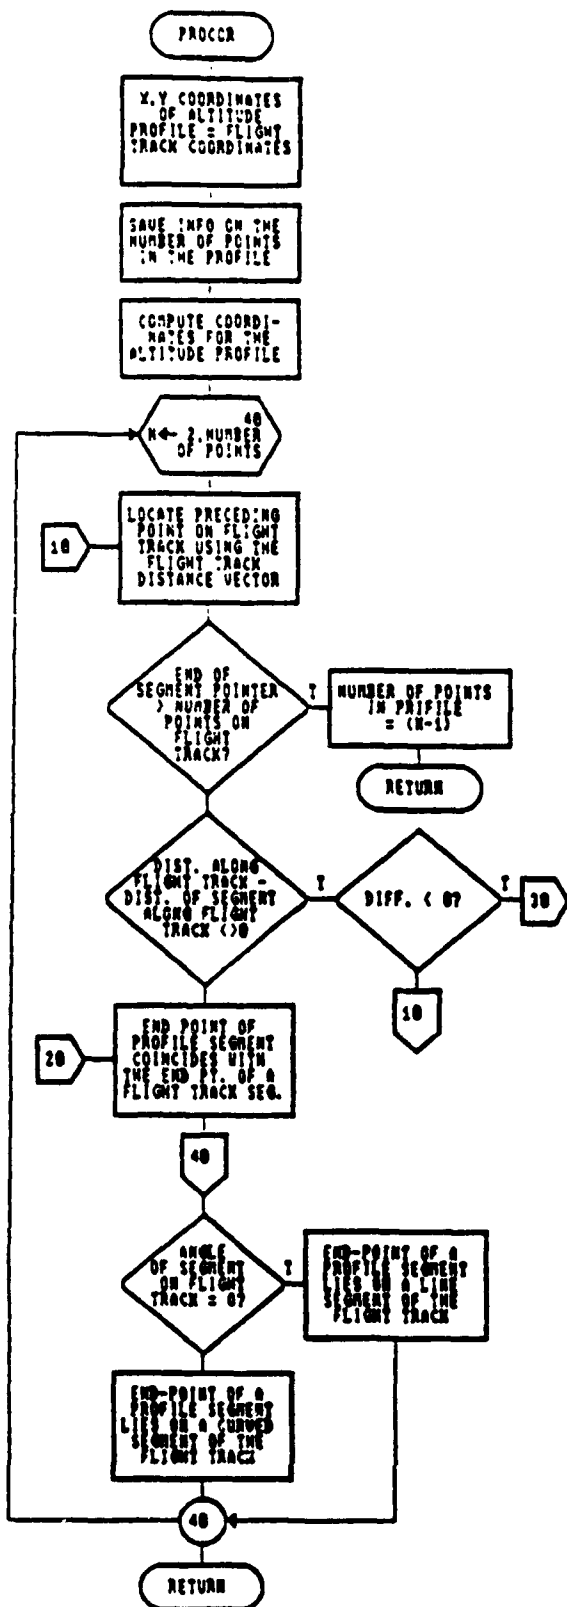 PROCOR
X,Y COORDINATES
OF ALTITUDE
PROFILE = FLIGHT
TRACK COORDINATES
SAVE INFO ON THE
NUMBER OF POINTS
IN THE PROFILE
COMPUTE COORDI-
NATES FOR THE
ALTITUDE PROFILE
40
N← 2,NUMBER
OF POINTS
10
LOCATE PRECEDING
POINT ON FLIGHT
TRACK USING THE
FLIGHT TRACK
DISTANCE VECTOR
END OF
SEGMENT POINTER
> NUMBER OF
POINTS ON
FLIGHT
TRACK?
T
NUMBER OF POINTS
IN PRIFILE
= (N-1)
RETURN
DIST. ALONG
FLIGHT TRACK -
DIST. OF SEGMENT
ALONG FLIGHT
TRACK <>0
T
DIFF. < 0?
T
30
10
20
END POINT OF
PROFILE SEGMENT
COINCIDES WITH
THE END PT. OF A
FLIGHT TRACK SEG.
40
ANGLE
OF SEGMENT
ON FLIGHT
TRACK = 0?
T
END-POINT OF A
PROFILE SEGMENT
LIES ON A LINE
SEGMENT OF THE
FLIGHT TRACK
END-POINT OF A
PROFILE SEGMENT
LIES ON A CURVED
SEGMENT OF THE
FLIGHT TRACK
40
RETURN